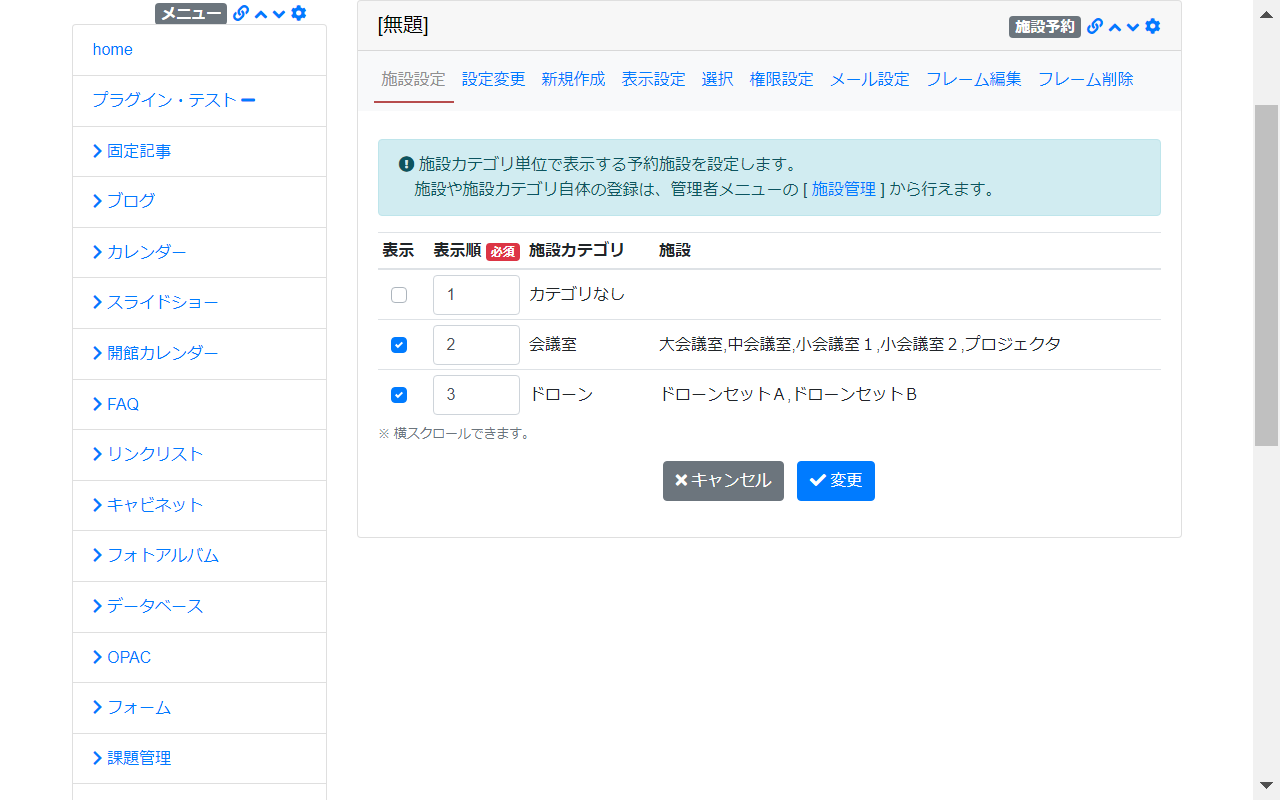 メニュー
home
プラグイン・テスト
固定記事
ブログ
カレンダー
スライドショー
開館カレンダー
FAQ
リンクリスト
キャビネット
フォトアルバム
データベース
OPAC
フォーム
課題管理
[無題] 施設予約
施設設定 設定変更 新規作成 表示設定 選択 権限設定 メール設定 フレーム編集 フレーム削除
施設カテゴリ単位で表示する予約施設を設定します。
施設や施設カテゴリ自体の登録は、管理者メニューの [ 施設管理 ] から行えます。
表示 表示順 必須 施設カテゴリ 施設
1 カテゴリなし
2 会議室 大会議室,中会議室,小会議室１,小会議室２,プロジェクタ
3 ドローン ドローンセットＡ,ドローンセットＢ
※ 横スクロールできます。
キャンセル 変更